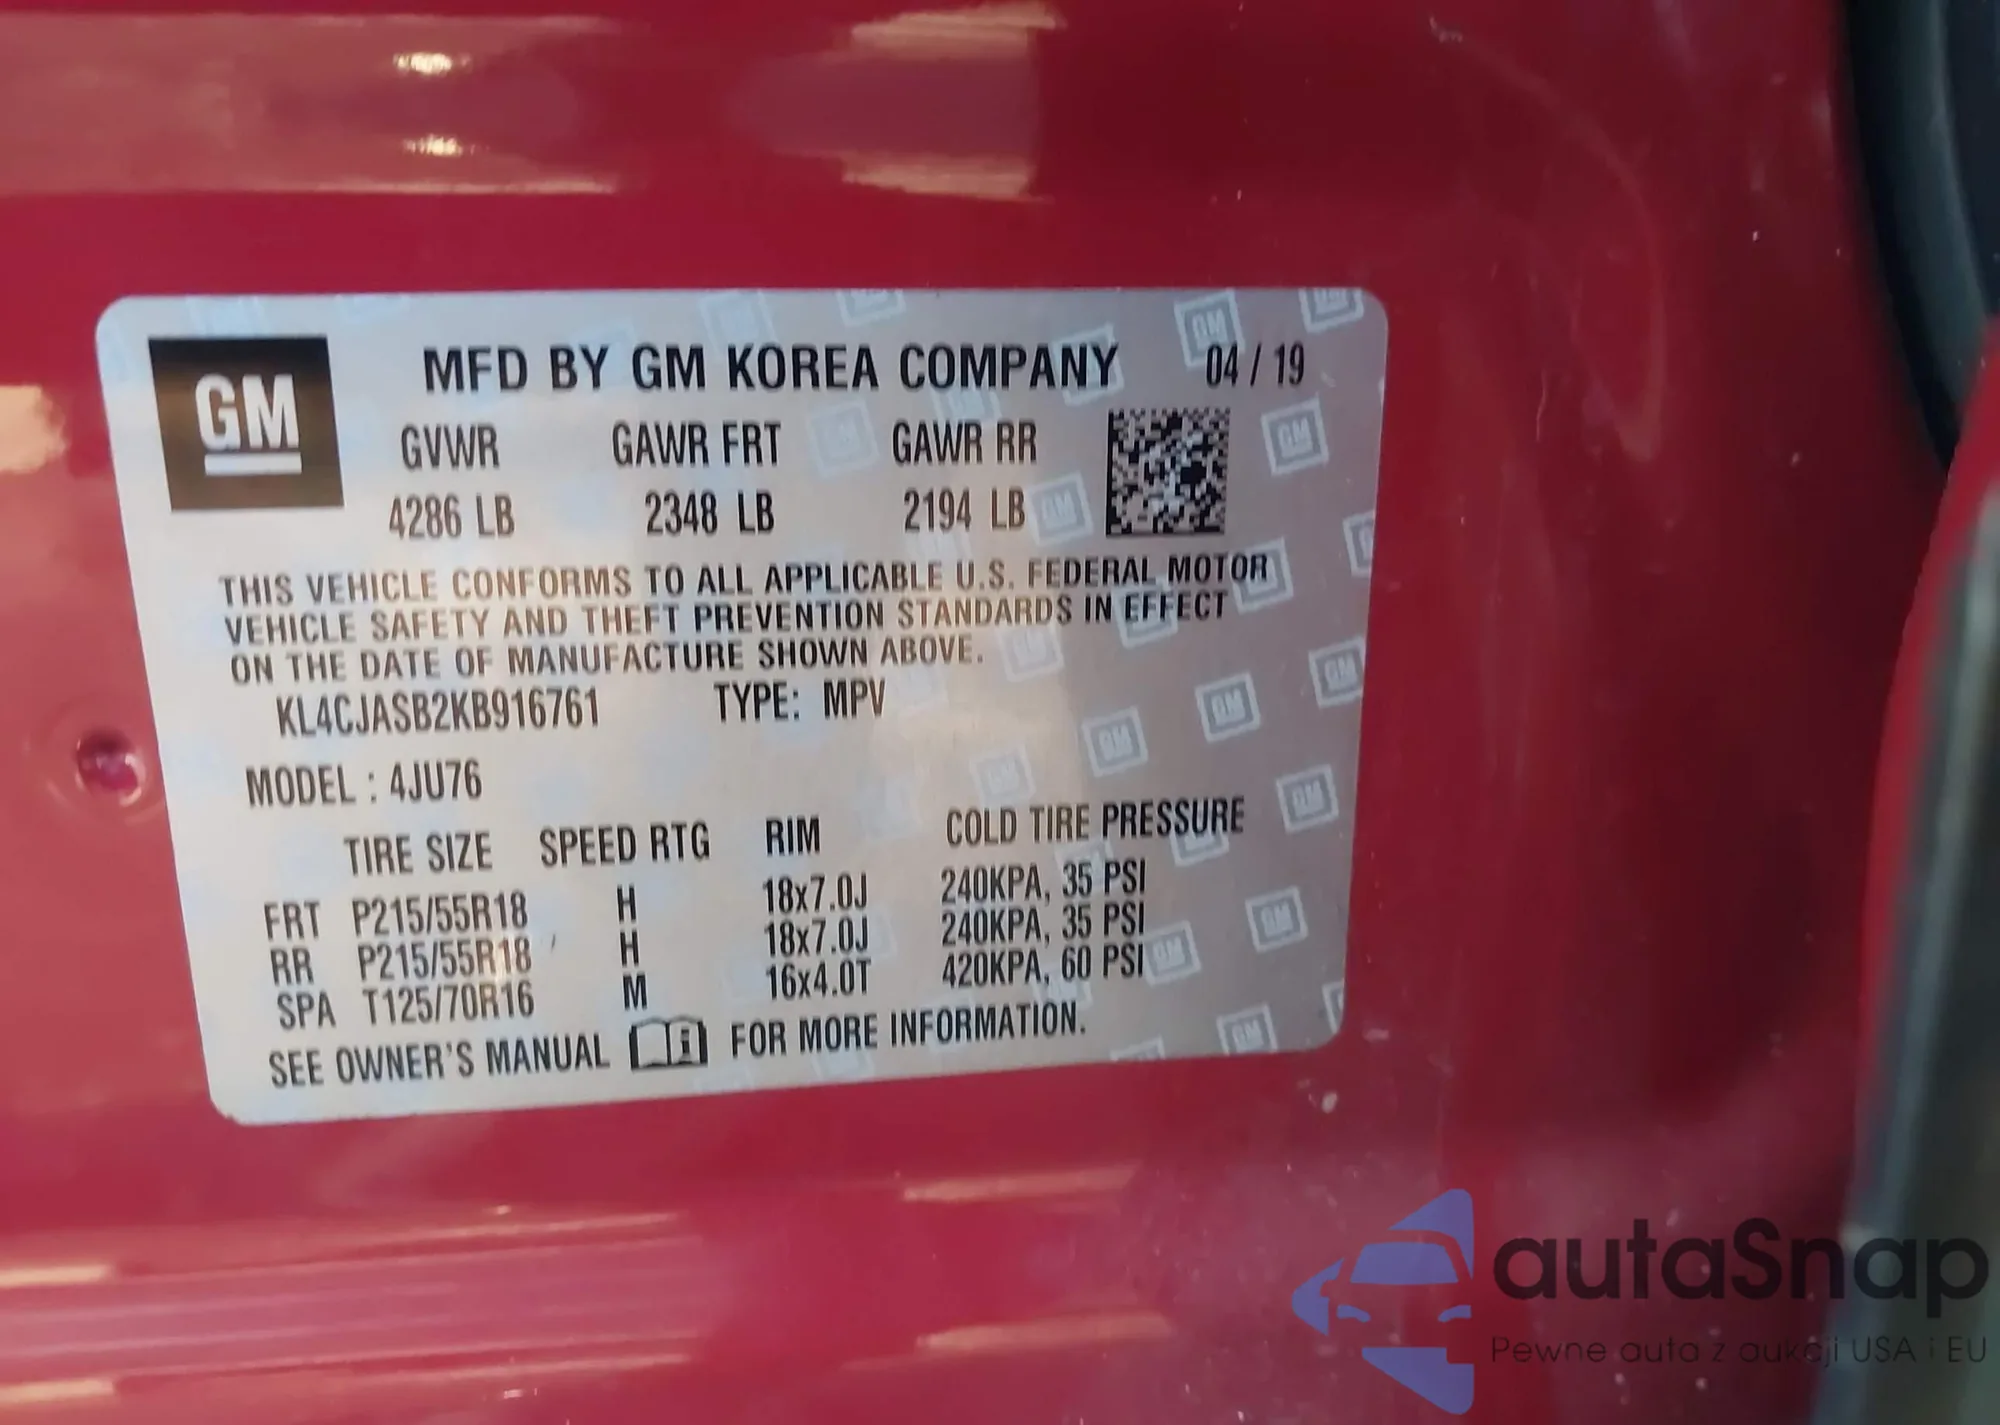 GM
MFD BY GM KOREA COMPANY 04 / 19
GVWR GAWR FRT GAWR RR
4286 LB 2348 LB 2194 LB
THIS VEHICLE CONFORMS TO ALL APPLICABLE U.S. FEDERAL MOTOR
VEHICLE SAFETY AND THEFT PREVENTION STANDARDS IN EFFECT
ON THE DATE OF MANUFACTURE SHOWN ABOVE.
KL4CJASB2KB916761 TYPE: MPV
MODEL : 4JU76
TIRE SIZE SPEED RTG RIM COLD TIRE PRESSURE
FRT P215/55R18 H 18x7.0J 240KPA, 35 PSI
RR P215/55R18 H 18x7.0J 240KPA, 35 PSI
SPA T125/70R16 M 16x4.0T 420KPA, 60 PSI
SEE OWNER'S MANUAL FOR MORE INFORMATION.
autaSnap
Pewne auta z aukcji USA i EU